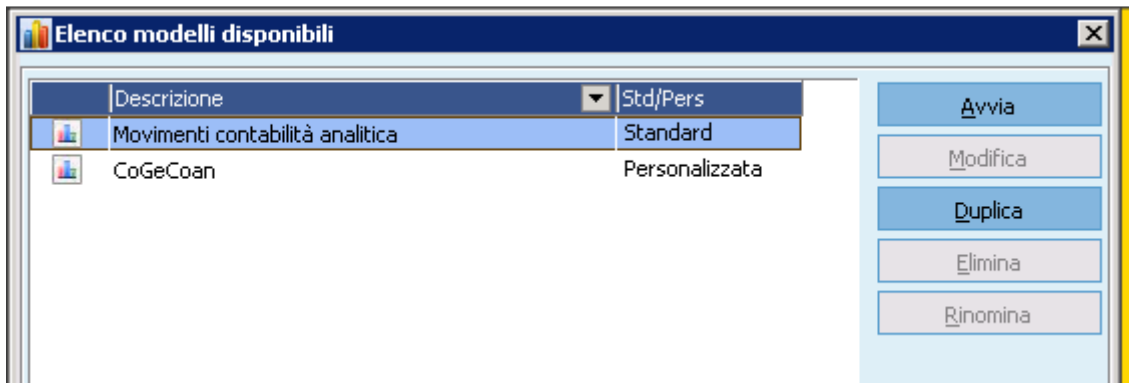 Elenco modelli disponibili
Descrizione Std/Pers
Movimenti contabilità analitica Standard
CoGeCoan Personalizzata
Avvia
Modifica
Duplica
Elimina
Rinomina